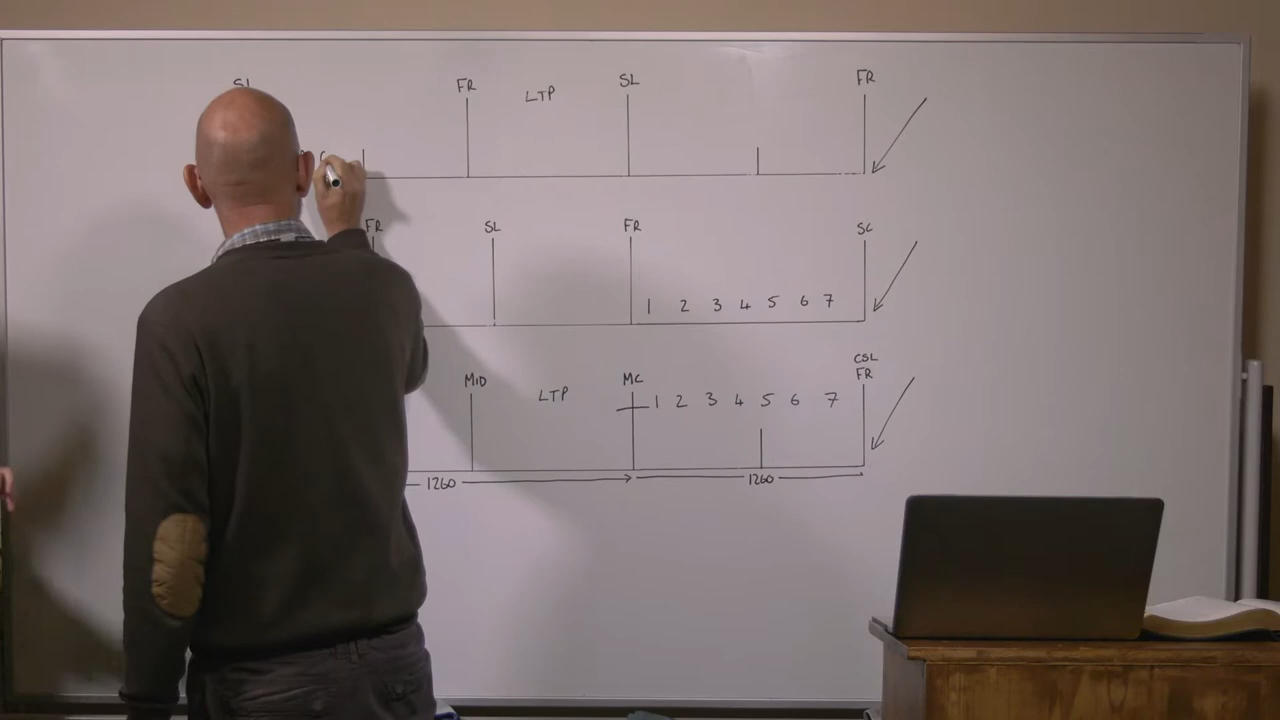 SL FR LTP SL FR
FR SL FR SC
1 2 3 4 5 6 7
CSL
MID LTP MC FR
1 2 3 4 5 6 7
1260 1260